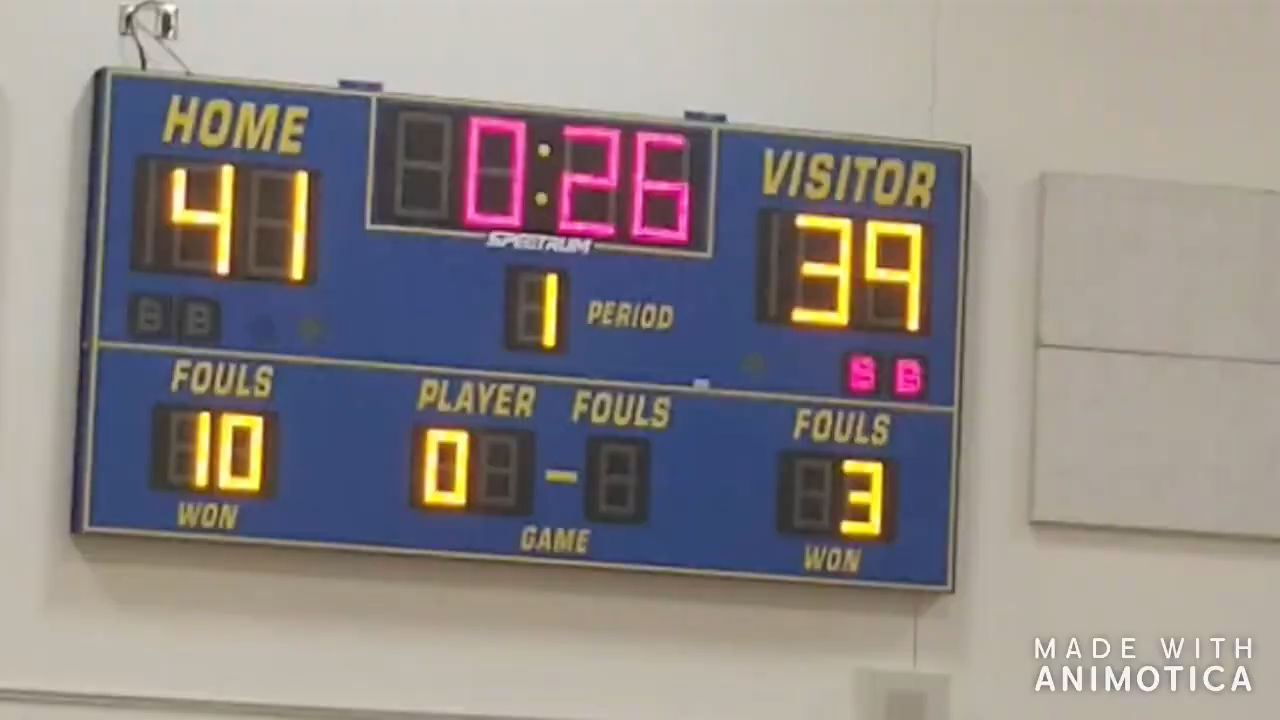 HOME
0:26
VISITOR
41
39
SPECTRUM
1 PERIOD
B B
B B
FOULS
PLAYER FOULS
FOULS
10
0 -
3
WON
GAME
WON
MADE WITH
ANIMOTICA